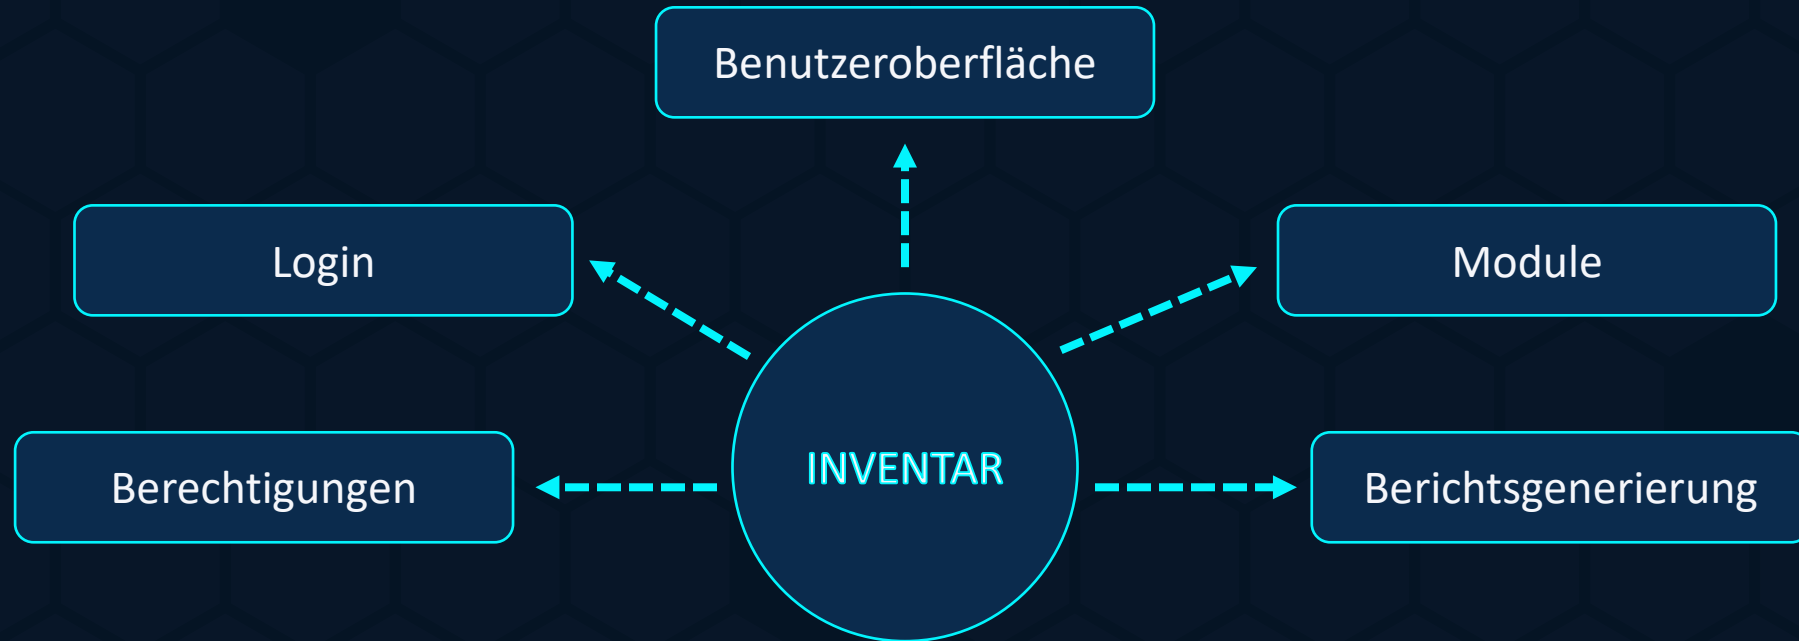 Benutzeroberfläche
Login
Module
INVENTAR
Berechtigungen
Berichtsgenerierung